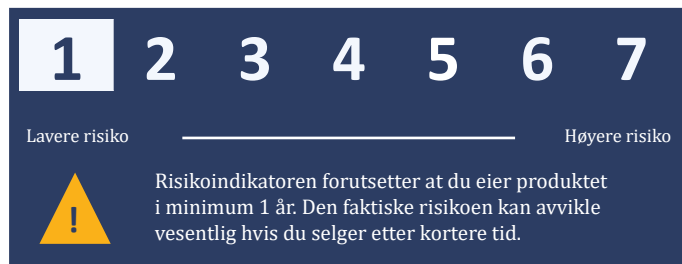 1 2 3 4 5 6 7
Lavere risiko Høyere risiko
!
Risikoindikatoren forutsetter at du eier produktet
i minimum 1 år. Den faktiske risikoen kan avvikle
vesentlig hvis du selger etter kortere tid.